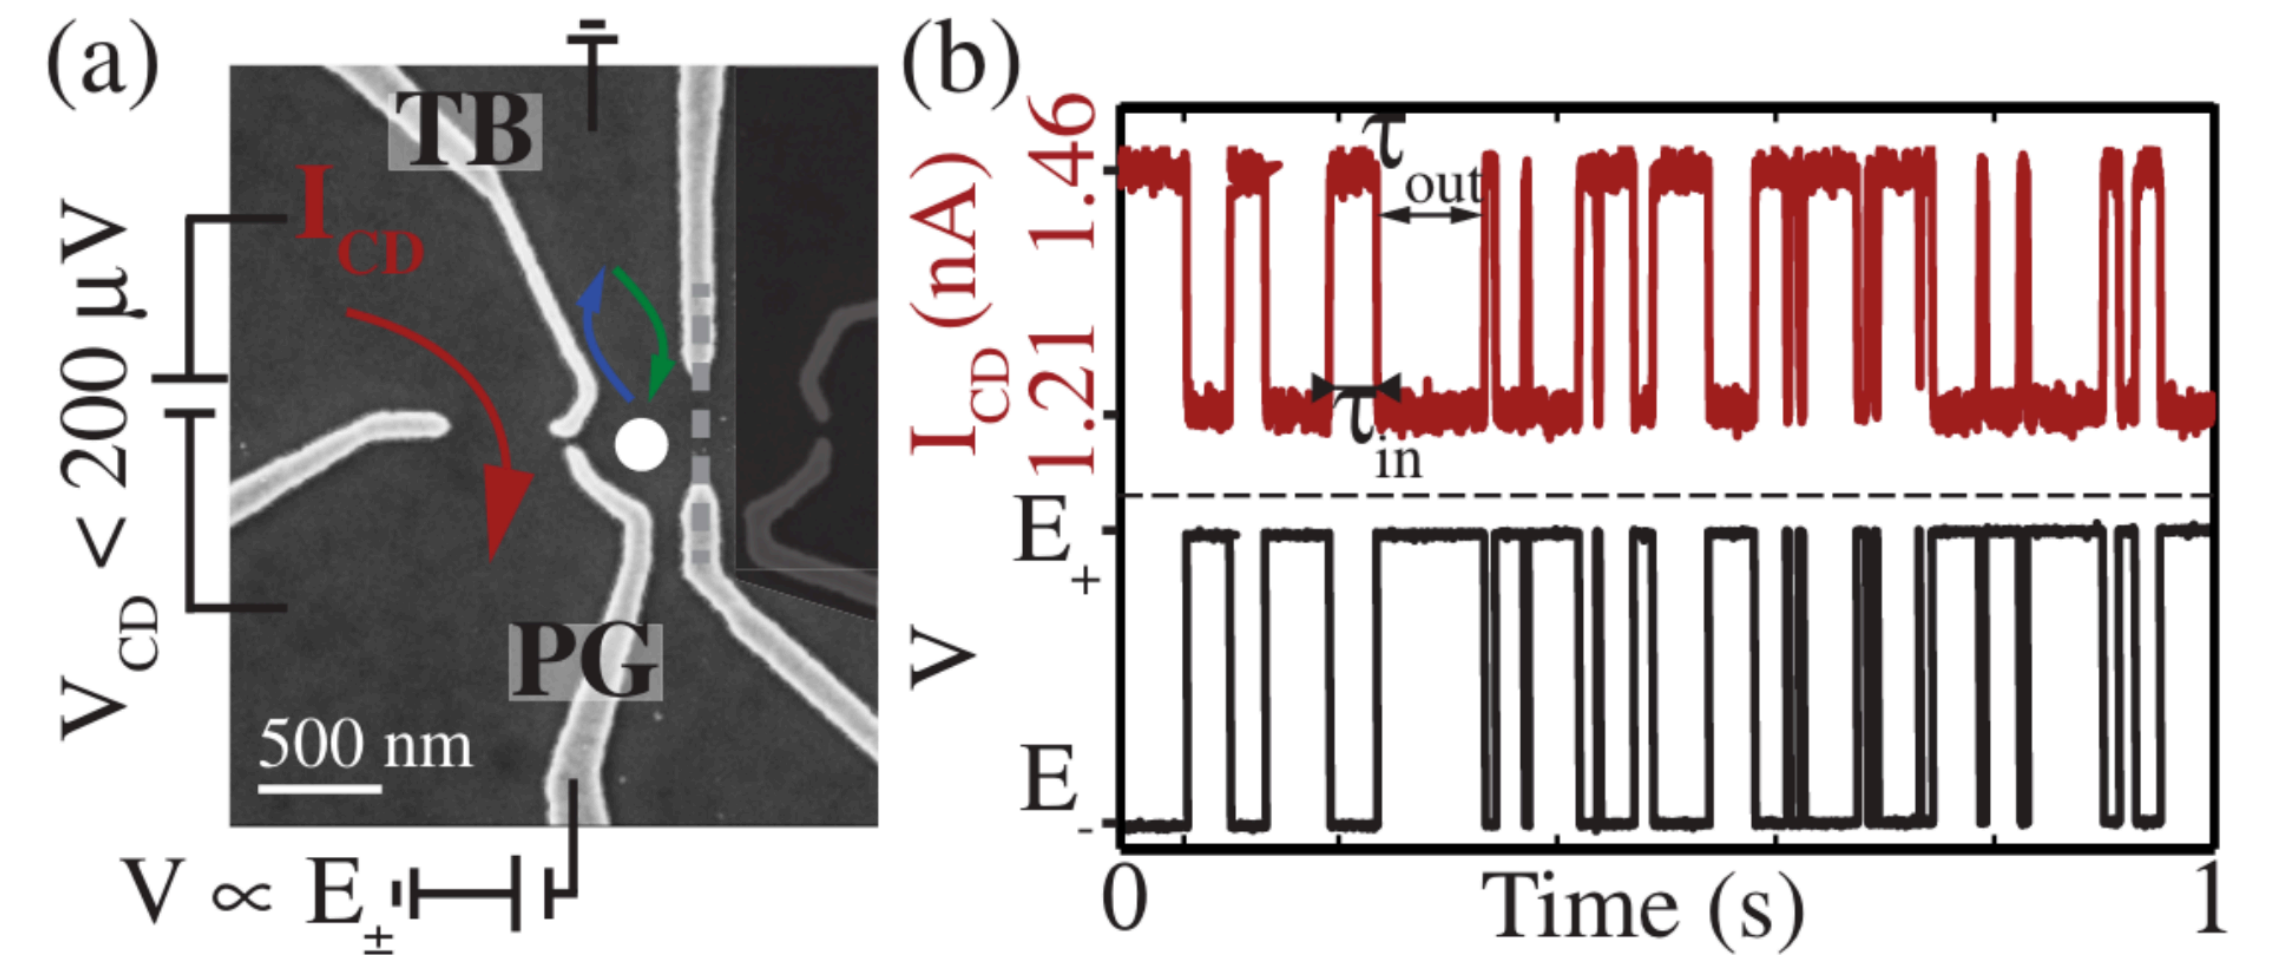 (a)
TB
I_CD
V_CD < 200 μV
PG
500 nm
V ∝ E_±
(b)
I_CD (nA)
1.46
1.21
τ_out
τ_in
V
E_+
E_-
0
Time (s)
1